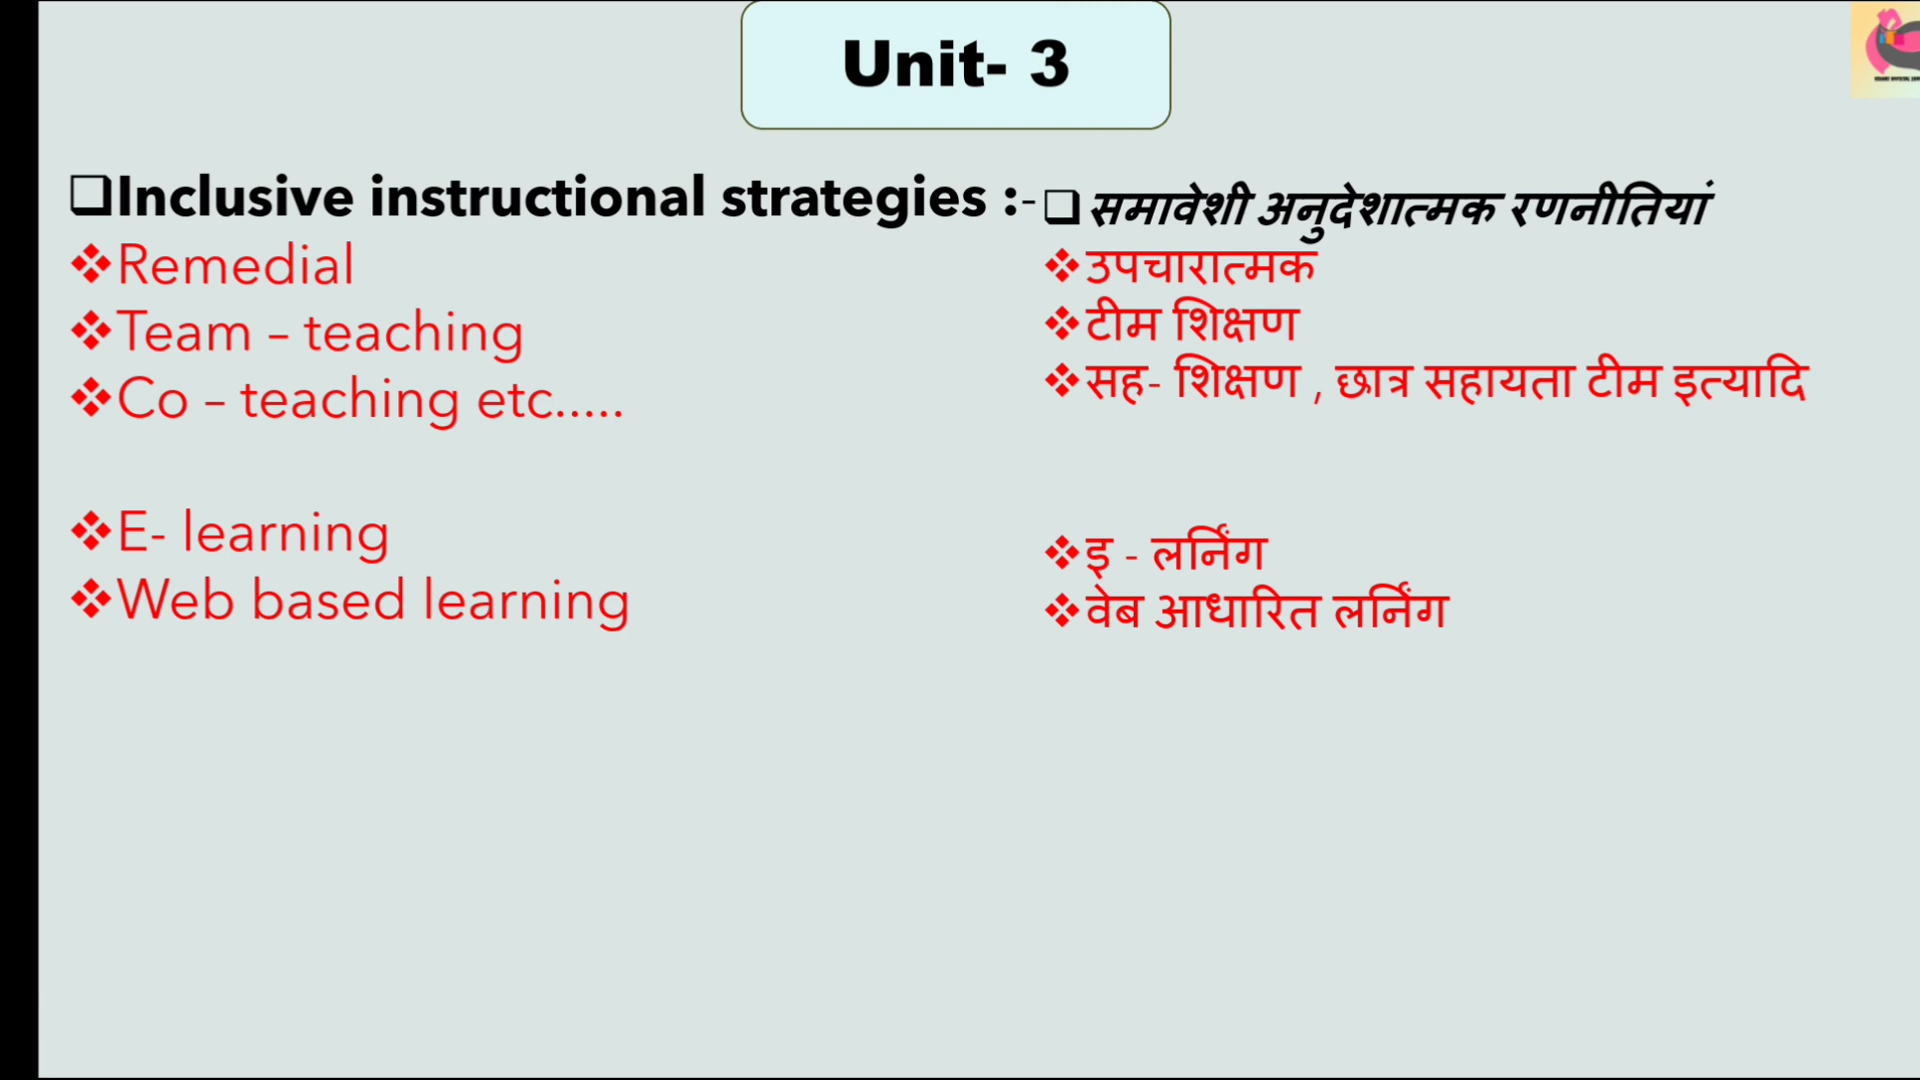 Unit- 3
❑Inclusive instructional strategies :-
❖Remedial
❖Team – teaching
❖Co – teaching etc.....
❖E- learning
❖Web based learning
❑ समावेशी अनुदेशात्मक रणनीतियां
❖उपचारात्मक
❖टीम शिक्षण
❖सह- शिक्षण , छात्र सहायता टीम इत्यादि
❖इ - लर्निंग
❖वेब आधारित लर्निंग